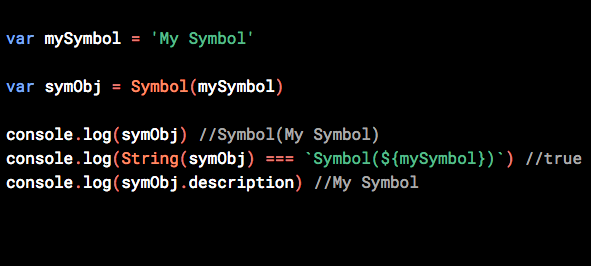 var mySymbol = 'My Symbol'
var symObj = Symbol(mySymbol)
console.log(symObj) //Symbol(My Symbol)
console.log(String(symObj) === `Symbol(${mySymbol})`) //true
console.log(symObj.description) //My Symbol